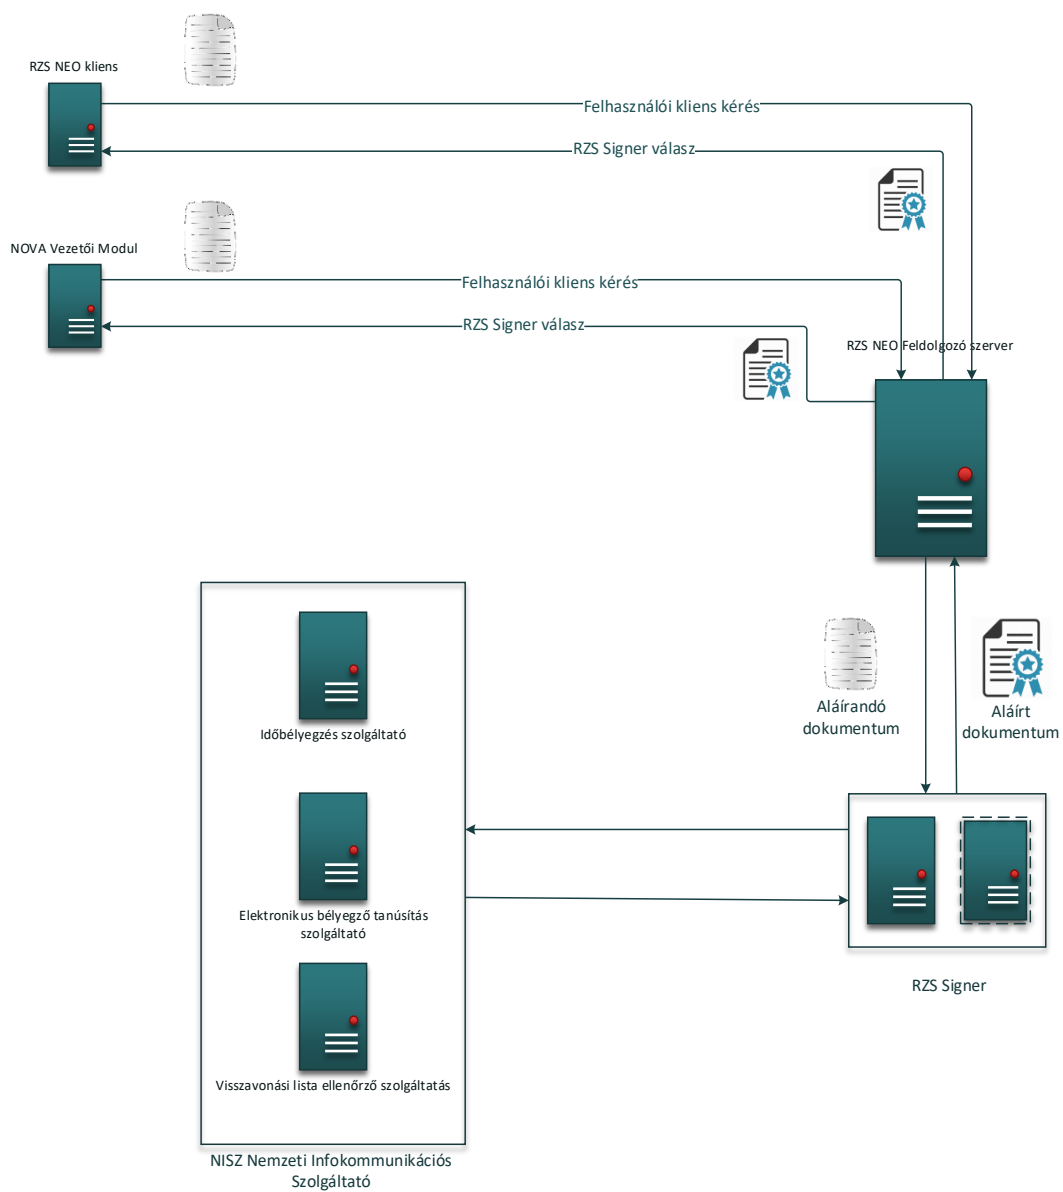 RZS NEO kliens
Felhasználói kliens kérés
RZS Signer válasz
NOVA Vezetői Modul
Felhasználói kliens kérés
RZS Signer válasz
RZS NEO Feldolgozó szerver
Aláírandó
dokumentum
Aláírt
dokumentum
Időbélyegzés szolgáltató
Elektronikus bélyegző tanúsítás
szolgáltató
RZS Signer
Visszavonási lista ellenőrző szolgáltatás
NISZ Nemzeti Infokommunikációs
Szolgáltató